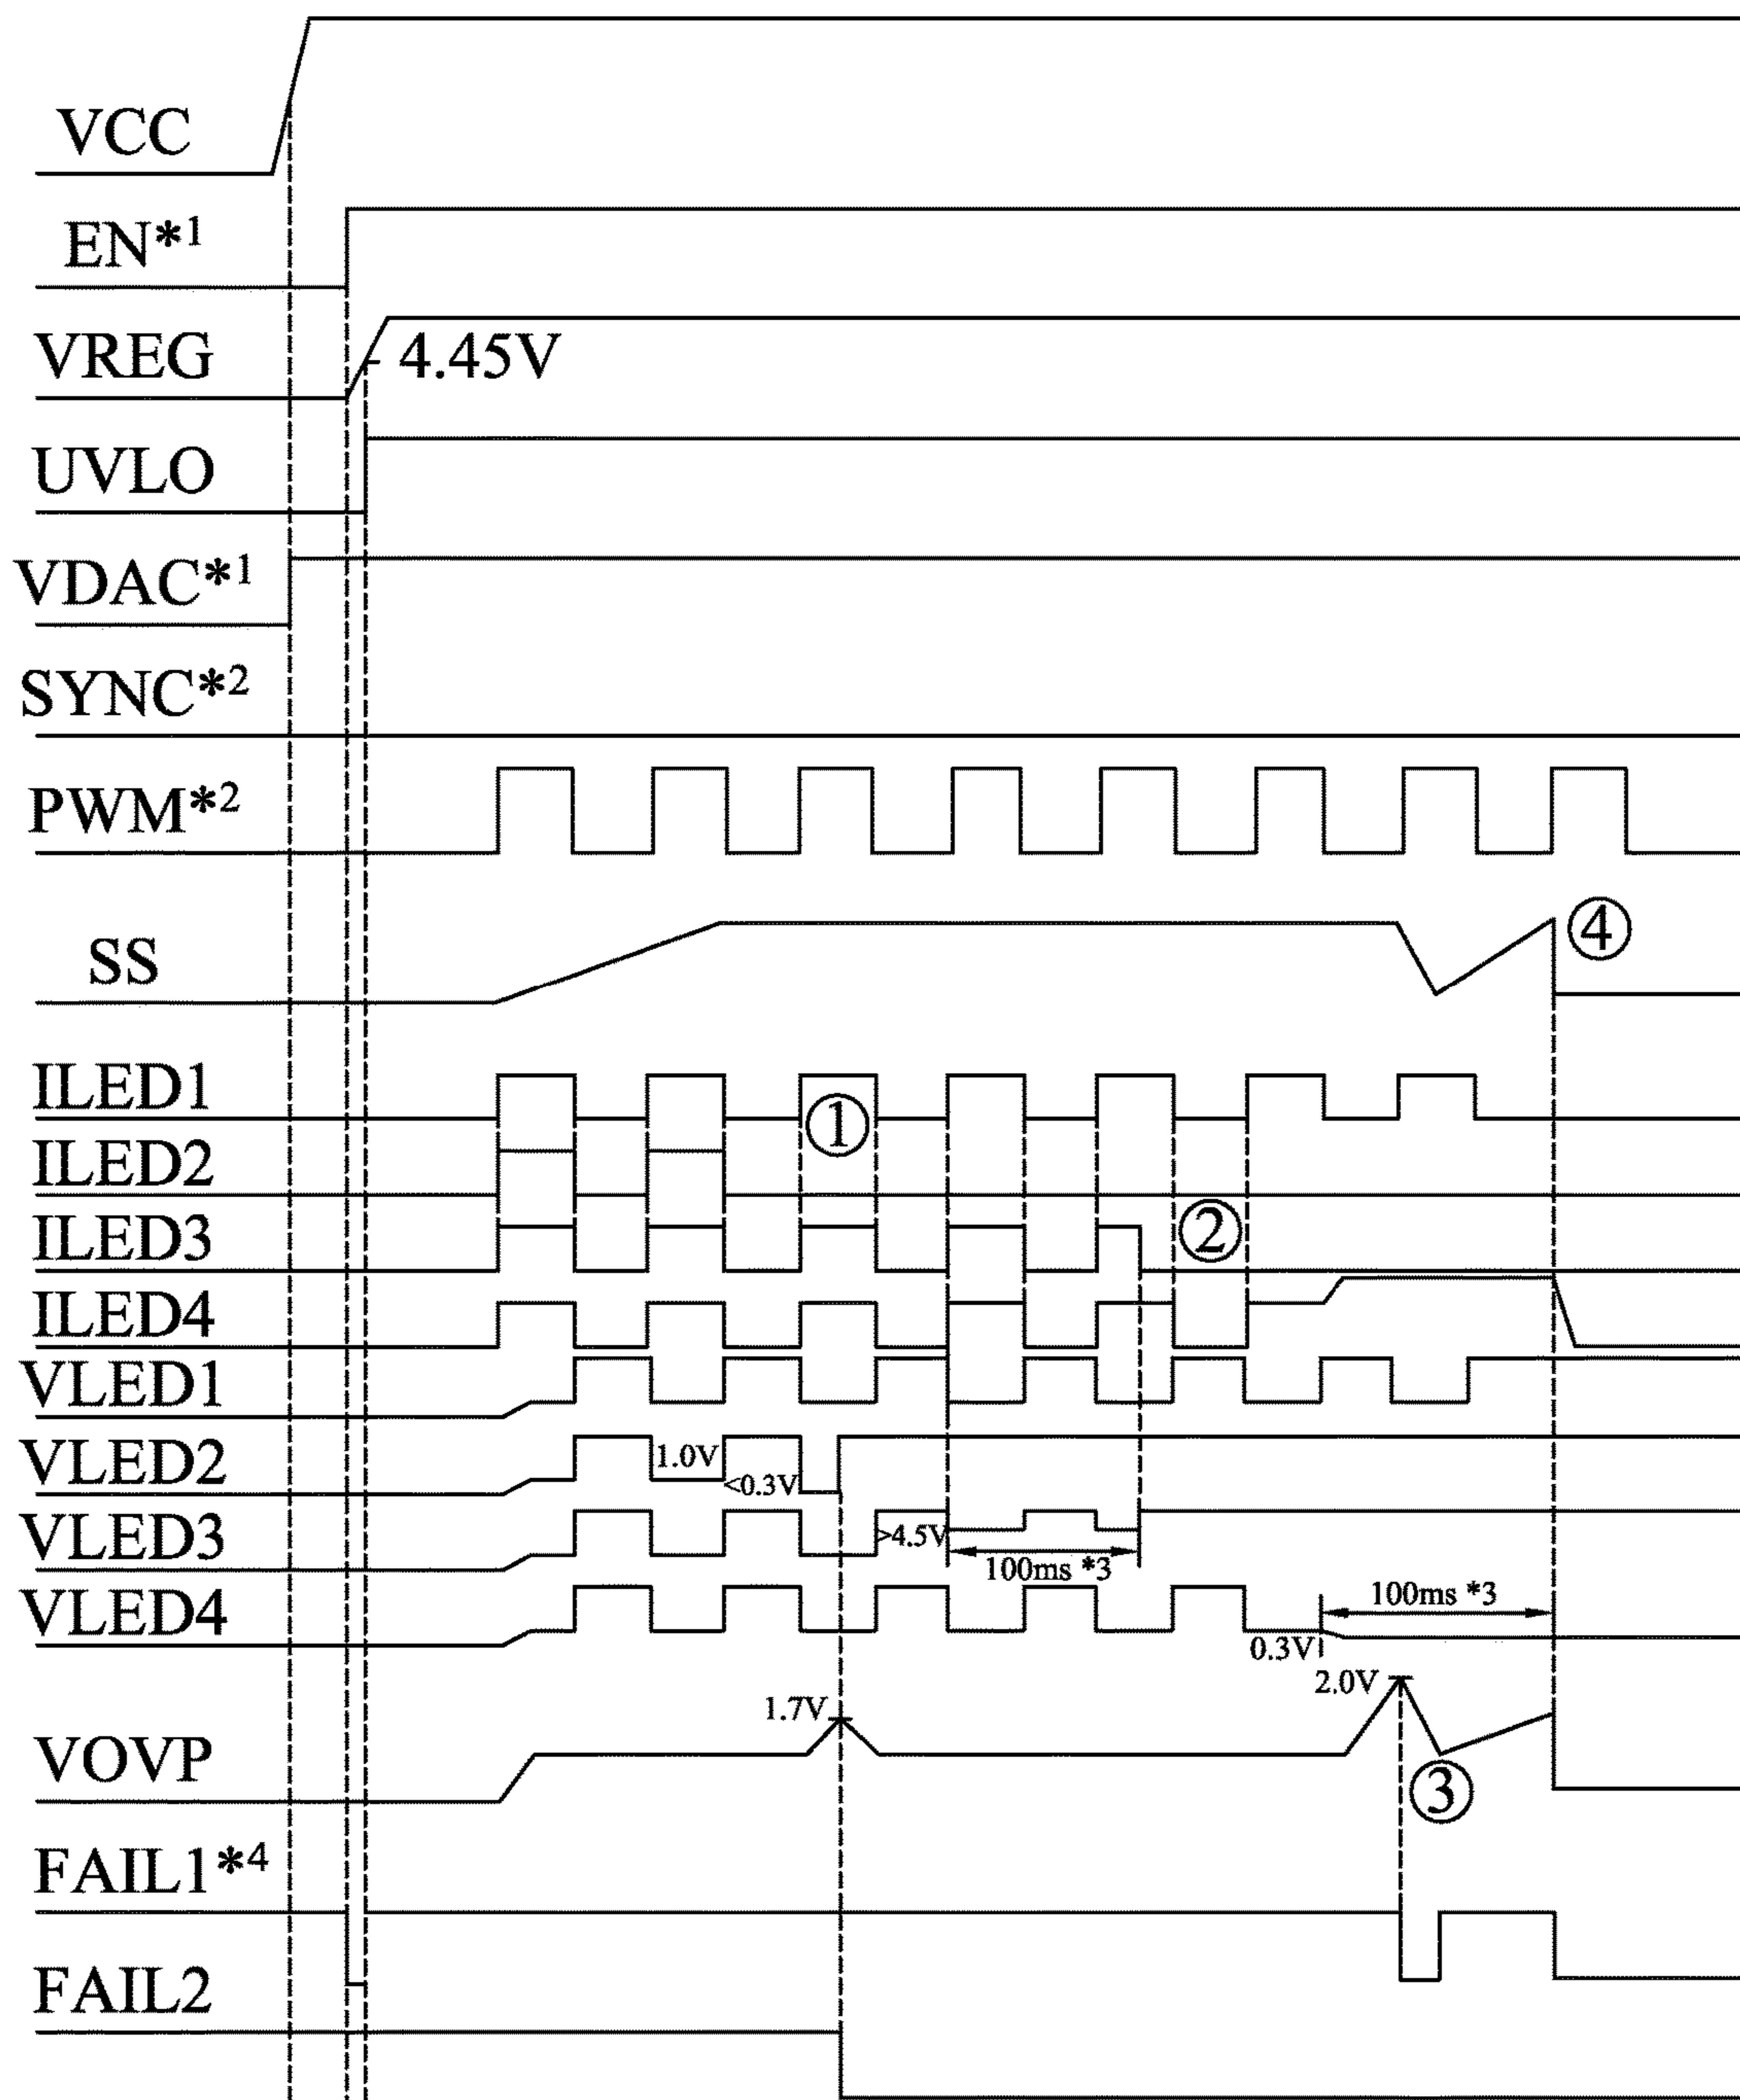 VCC
EN*1
VREG
4.45V
UVLO
VDAC*1
SYNC*2
PWM*2
SS
④
ILED1
①
ILED2
ILED3
②
ILED4
VLED1
VLED2
1.0V
<0.3V
VLED3
>4.5V
100ms *3
VLED4
100ms *3
0.3V
2.0V
1.7V
VOVP
③
FAIL1*4
FAIL2